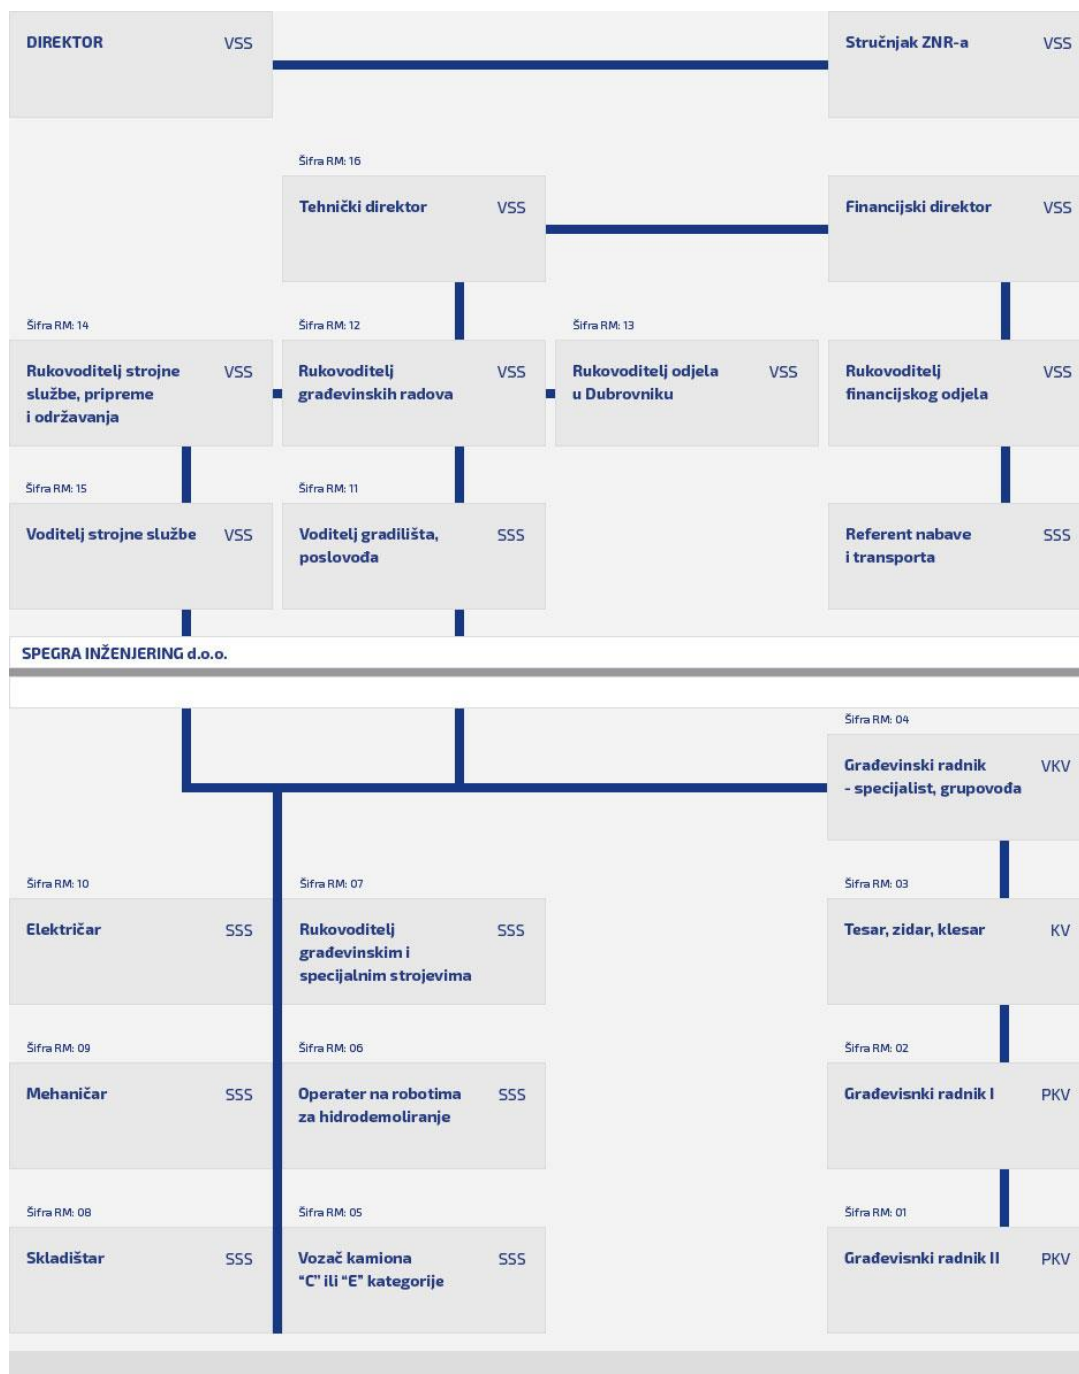 DIREKTOR VSS
Stručnjak ZNR-a VSS
Šifra RM: 16
Tehnički direktor VSS
Financijski direktor VSS
Šifra RM: 14
Rukovoditelj strojne VSS
službe, pripreme
i održavanja
Šifra RM: 12
Rukovoditelj VSS
građevinskih radova
Šifra RM: 13
Rukovoditelj odjela VSS
u Dubrovniku
Rukovoditelj VSS
financijskog odjela
Šifra RM: 15
Voditelj strojne službe VSS
Šifra RM: 11
Voditelj gradilišta, SSS
poslovođa
Referent nabave SSS
i transporta
SPEGRA INŽENJERING d.o.o.
Šifra RM: 04
Građevinski radnik VKV
- specijalist, grupovođa
Šifra RM: 10
Električar SSS
Šifra RM: 07
Rukovoditelj SSS
građevinskim i
specijalnim strojevima
Šifra RM: 03
Tesar, zidar, klesar KV
Šifra RM: 09
Mehaničar SSS
Šifra RM: 06
Operater na robotima SSS
za hidrodemoliranje
Šifra RM: 02
Građevisnki radnik I PKV
Šifra RM: 08
Skladištar SSS
Šifra RM: 05
Vozač kamiona SSS
“C” ili “E” kategorije
Šifra RM: 01
Građevisnki radnik II PKV